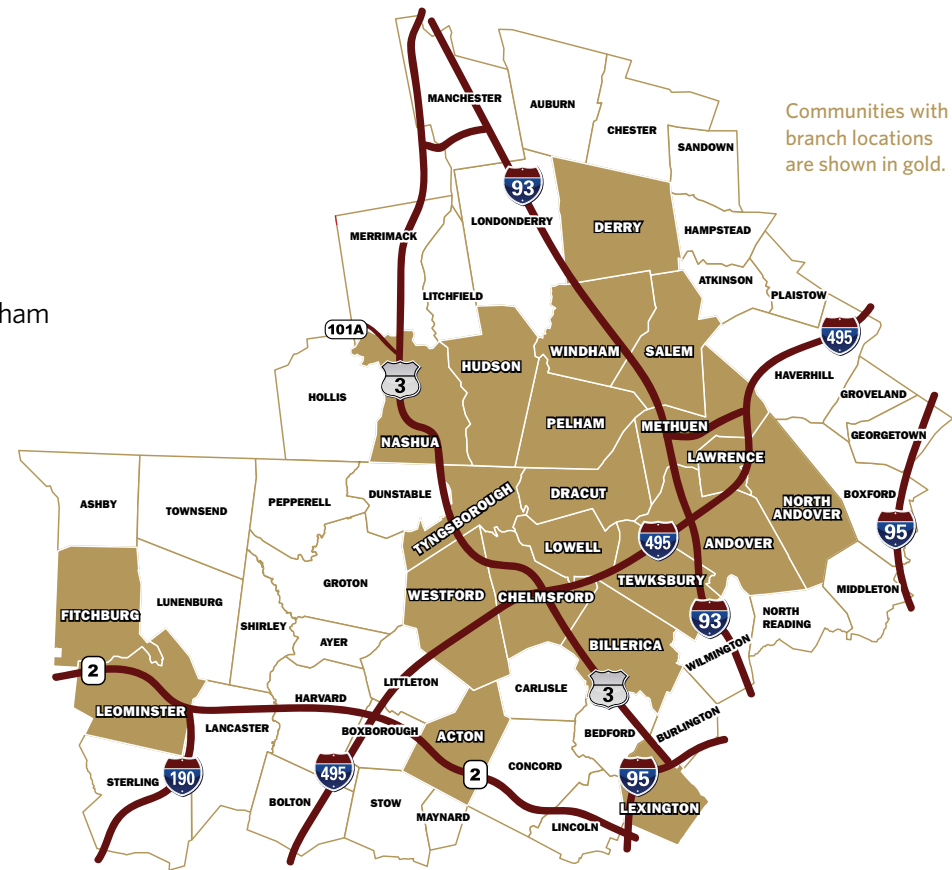 MANCHESTER
AUBURN
CHESTER
SANDOWN
Communities with
branch locations
are shown in gold.
93
LONDONDERRY
DERRY
HAMPSTEAD
MERRIMACK
ATKINSON
PLAISTOW
LITCHFIELD
ham
101A
495
HUDSON
WINDHAM
SALEM
HAVERHILL
3
HOLLIS
GROVELAND
PELHAM
METHUEN
NASHUA
GEORGETOWN
LAWRENCE
ASHBY
TOWNSEND
PEPPERELL
DUNSTABLE
TYNGSBOROUGH
DRACUT
BOXFORD
NORTH
ANDOVER
95
LOWELL
495
ANDOVER
GROTON
TEWKSBURY
MIDDLETON
WESTFORD
CHELMSFORD
FITCHBURG
LUNENBURG
SHIRLEY
93
NORTH
READING
AYER
BILLERICA
WILMINGTON
2
LITTLETON
CARLISLE
3
HARVARD
LEOMINSTER
LANCASTER
BOXBOROUGH
ACTON
BEDFORD
BURLINGTON
STERLING
190
495
2
CONCORD
95
BOLTON
STOW
MAYNARD
LINCOLN
LEXINGTON